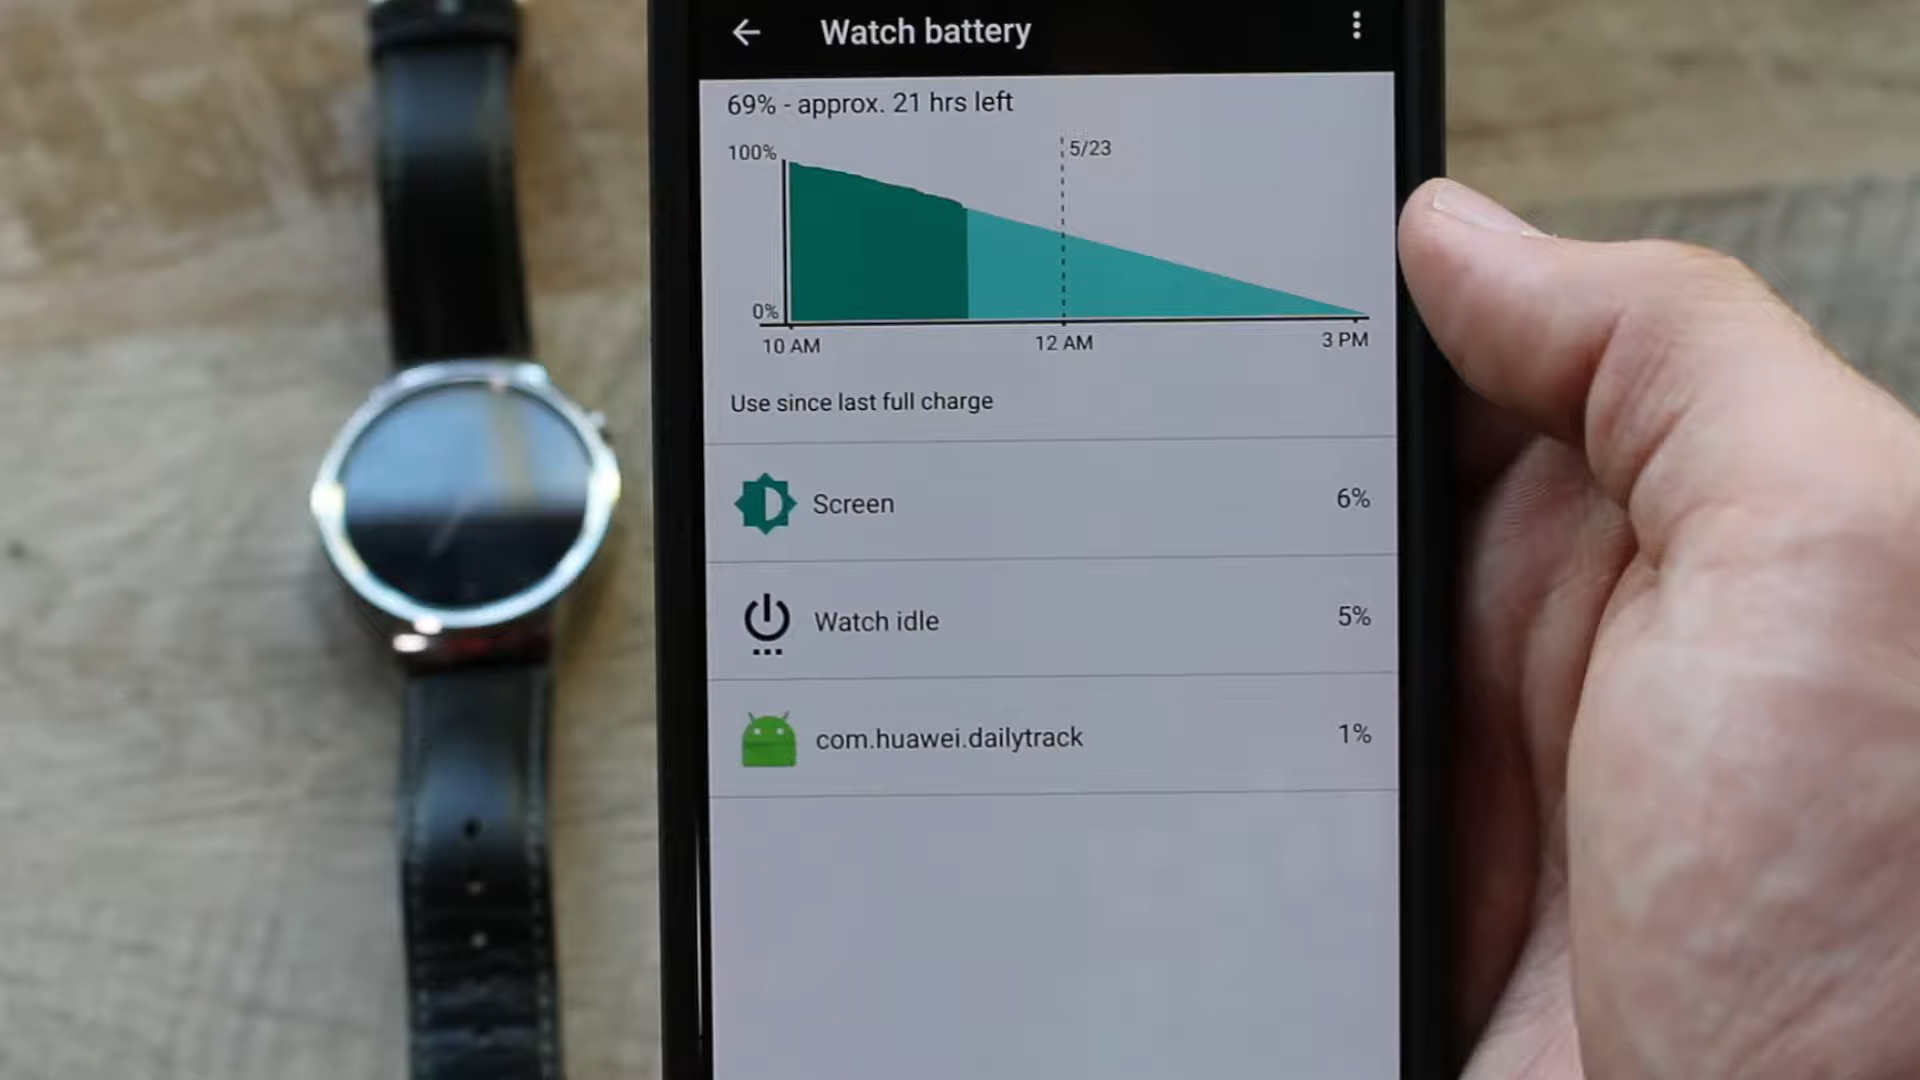 Watch battery
69% - approx. 21 hrs left
100%
5/23
0%
10 AM 12 AM 3 PM
Use since last full charge
Screen 6%
Watch idle 5%
com.huawei.dailytrack 1%